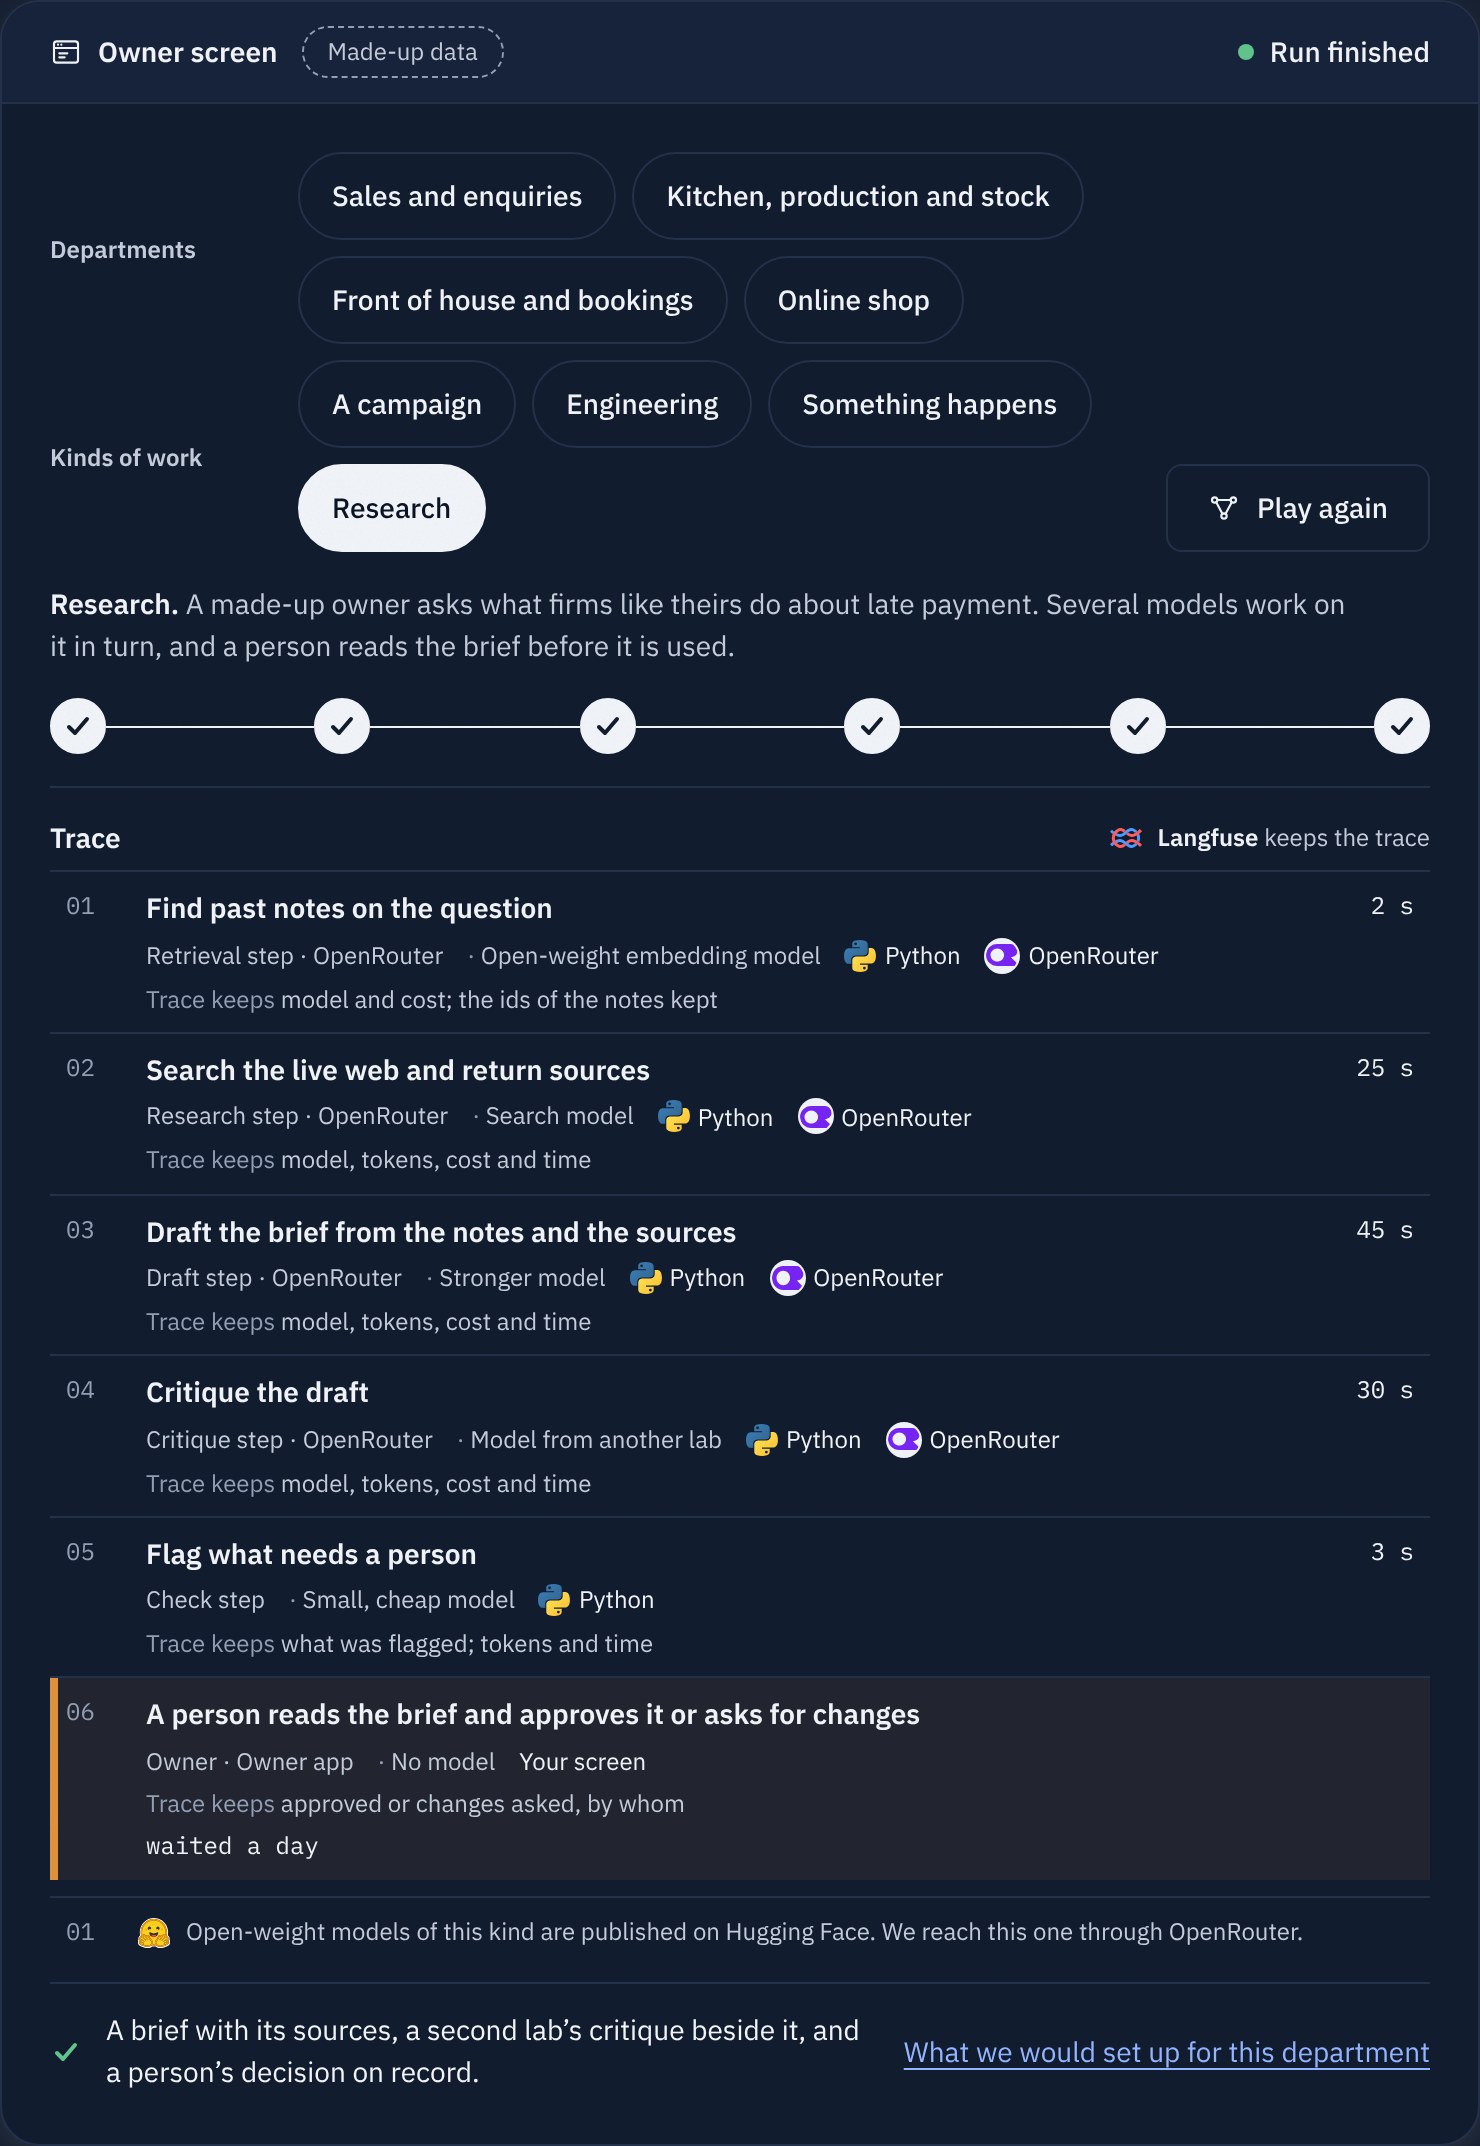 Owner screen
Made-up data
Run finished
Departments
Sales and enquiries
Kitchen, production and stock
Front of house and bookings
Online shop
Kinds of work
A campaign
Engineering
Something happens
Research
Play again
Research. A made-up owner asks what firms like theirs do about late payment. Several models work on
it in turn, and a person reads the brief before it is used.
Trace
Langfuse keeps the trace
01 Find past notes on the question 2 s
Retrieval step · OpenRouter · Open-weight embedding model Python OpenRouter
Trace keeps model and cost; the ids of the notes kept
02 Search the live web and return sources 25 s
Research step · OpenRouter · Search model Python OpenRouter
Trace keeps model, tokens, cost and time
03 Draft the brief from the notes and the sources 45 s
Draft step · OpenRouter · Stronger model Python OpenRouter
Trace keeps model, tokens, cost and time
04 Critique the draft 30 s
Critique step · OpenRouter · Model from another lab Python OpenRouter
Trace keeps model, tokens, cost and time
05 Flag what needs a person 3 s
Check step · Small, cheap model Python
Trace keeps what was flagged; tokens and time
06 A person reads the brief and approves it or asks for changes
Owner · Owner app · No model Your screen
Trace keeps approved or changes asked, by whom
waited a day
01 Open-weight models of this kind are published on Hugging Face. We reach this one through OpenRouter.
A brief with its sources, a second lab’s critique beside it, and
a person’s decision on record.
What we would set up for this department